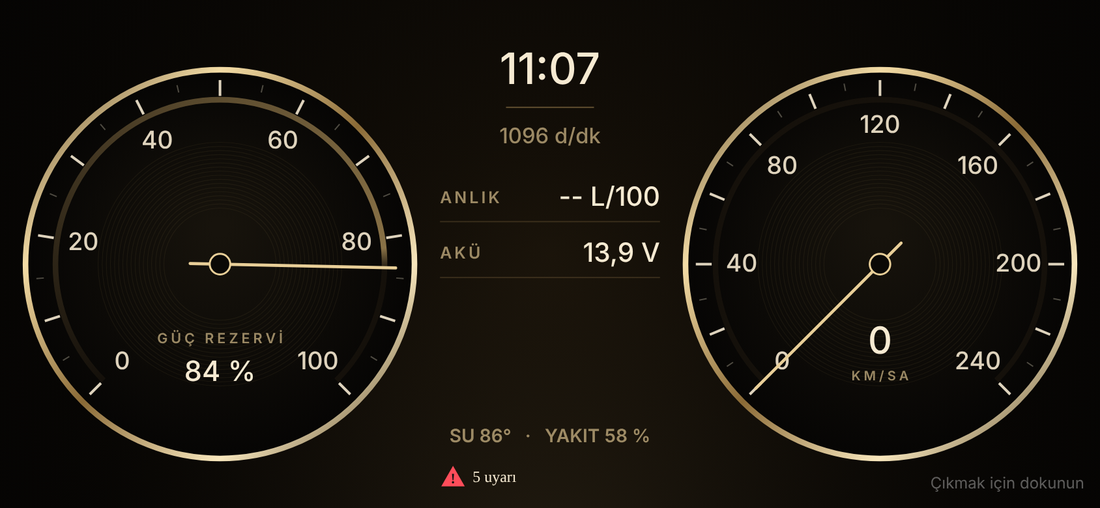 11:07
1096 d/dk
ANLIK -- L/100
AKÜ 13,9 V
0
20
40
60
80
100
GÜÇ REZERVİ
84 %
0
40
80
120
160
200
240
0
KM/SA
SU 86° · YAKIT 58 %
5 uyarı
Çıkmak için dokunun